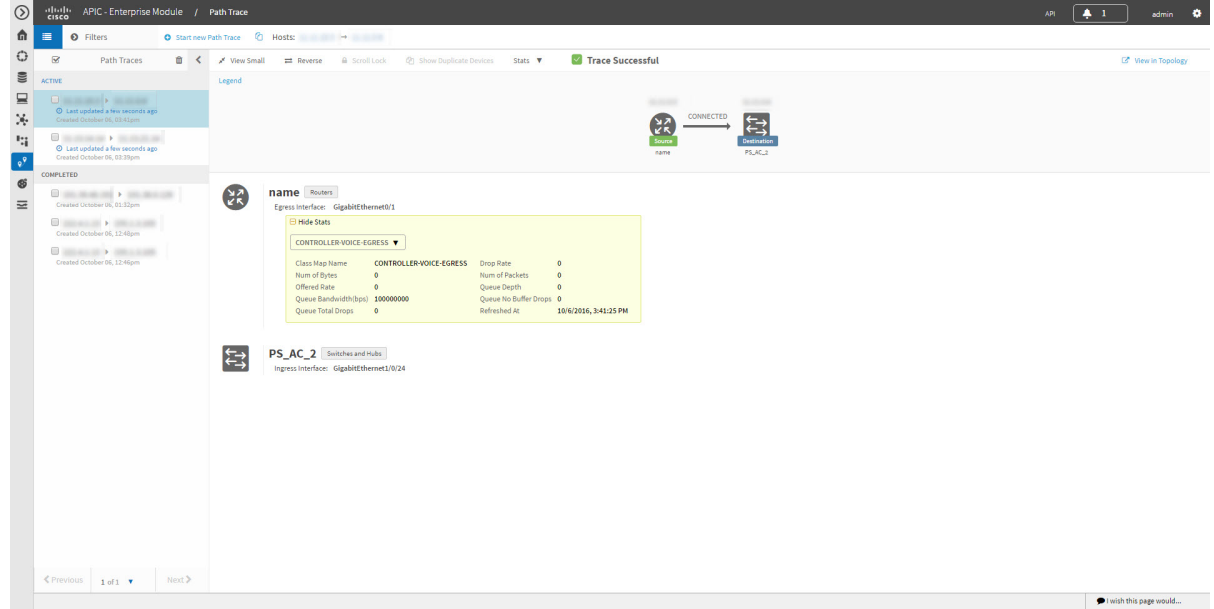 cisco APIC - Enterprise Module / Path Trace API 1 admin
Filters Start new Path Trace Hosts:
Path Traces View Small Reverse Scroll Lock Show Duplicate Devices Stats ▼ Trace Successful View in Topology
ACTIVE
Legend
Last updated a few seconds ago
Created October 06, 03:41pm
Last updated a few seconds ago
Created October 06, 03:39pm
CONNECTED
Source
Destination
name
PS_AC_2
COMPLETED
Created October 06, 01:32pm
Created October 06, 12:48pm
Created October 06, 12:46pm
name Routers
Egress Interface: GigabitEthernet0/1
Hide Stats
CONTROLLER-VOICE-EGRESS ▼
Class Map Name CONTROLLER-VOICE-EGRESS Drop Rate 0
Num of Bytes 0 Num of Packets 0
Offered Rate 0 Queue Depth 0
Queue Bandwidth(bps) 100000000 Queue No Buffer Drops 0
Queue Total Drops 0 Refreshed At 10/6/2016, 3:41:25 PM
PS_AC_2 Switches and Hubs
Ingress Interface: GigabitEthernet1/0/24
Previous 1 of 1 ▼ Next
I wish this page would...